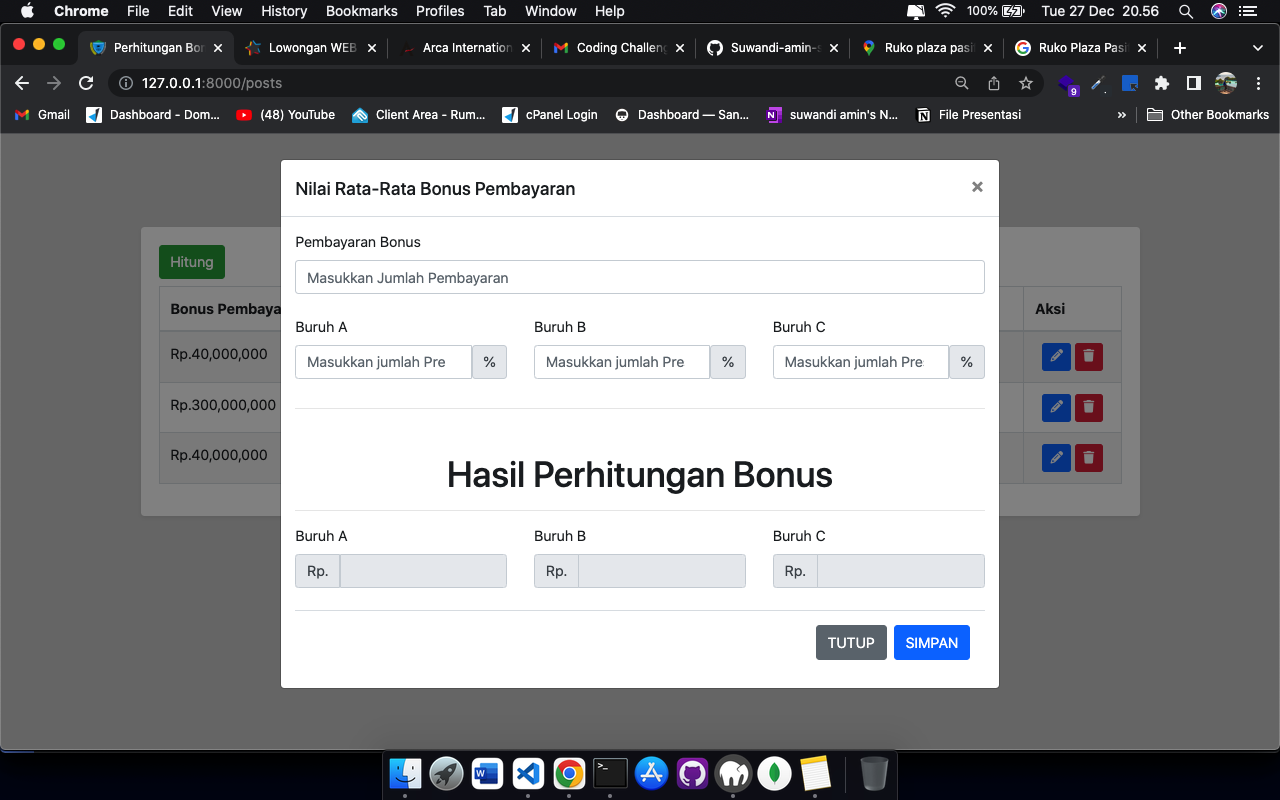 Chrome File Edit View History Bookmarks Profiles Tab Window Help 100% Tue 27 Dec 20.56
Perhitungan Bor Lowongan WEB Arca Internation Coding Challeng Suwandi-amin-s Ruko plaza pasi Ruko Plaza Pasi
127.0.0.1:8000/posts 9
Gmail Dashboard - Dom... (48) YouTube Client Area - Rum... cPanel Login Dashboard — San... suwandi amin's N... File Presentasi » Other Bookmarks
Nilai Rata-Rata Bonus Pembayaran ×
Pembayaran Bonus
Hitung
Masukkan Jumlah Pembayaran
Bonus Pembaya Aksi
Buruh A Buruh B Buruh C
Rp.40,000,000
Masukkan jumlah Pre % Masukkan jumlah Pre % Masukkan jumlah Pre %
Rp.300,000,000
Rp.40,000,000
Hasil Perhitungan Bonus
Buruh A Buruh B Buruh C
Rp. Rp. Rp.
TUTUP SIMPAN